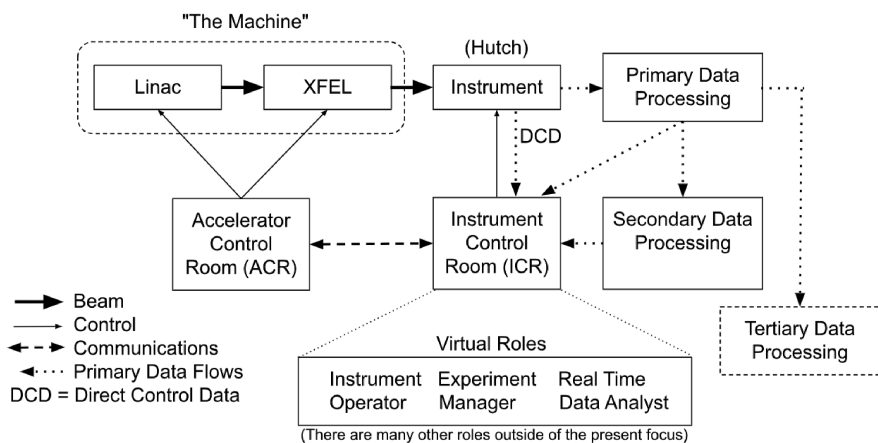 "The Machine"
(Hutch)
Linac
XFEL
Instrument
Primary Data
Processing
DCD
Accelerator
Control
Room (ACR)
Instrument
Control
Room (ICR)
Secondary Data
Processing
Tertiary Data
Processing
Beam
Control
Communications
Primary Data Flows
DCD = Direct Control Data
Virtual Roles
Instrument
Operator
Experiment
Manager
Real Time
Data Analyst
(There are many other roles outside of the present focus)